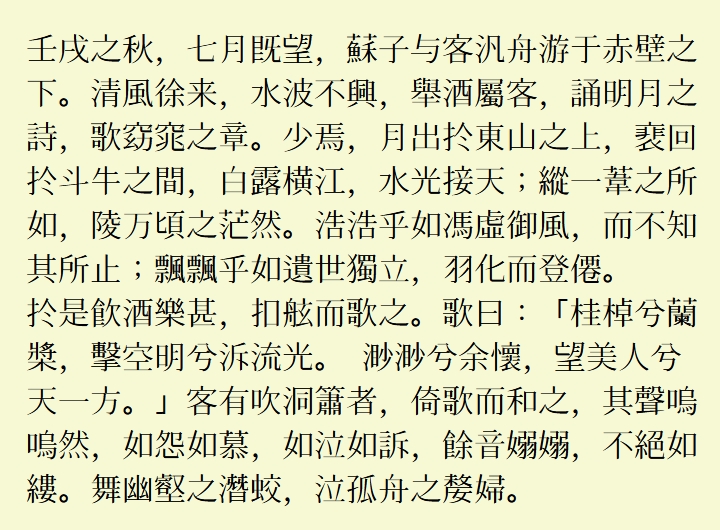 壬戌之秋，七月既望，蘇子与客汎舟游于赤壁之
下。清風徐来，水波不興，舉酒屬客，誦明月之
詩，歌窈窕之章。少焉，月出扵東山之上，裵回
扵斗牛之間，白露横江，水光接天；縱一葦之所
如，陵万頃之茫然。浩浩乎如馮虚御風，而不知
其所止；飄飄乎如遺世獨立，羽化而登僊。
扵是飲酒樂甚，扣舷而歌之。歌曰：「桂棹兮蘭
槳，擊空明兮泝流光。　渺渺兮余懷，望美人兮
天一方。」客有吹洞簫者，倚歌而和之，其聲嗚
嗚然，如怨如慕，如泣如訴，餘音嫋嫋，不絕如
縷。舞幽壑之潛蛟，泣孤舟之嫠婦。